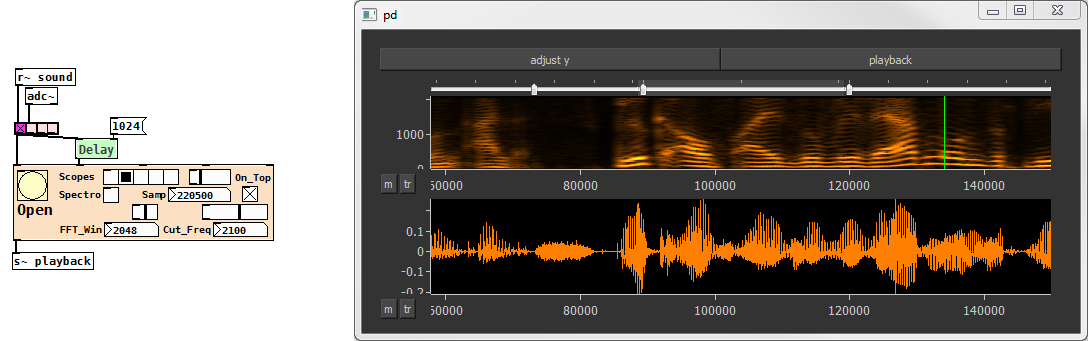 r~ sound
adc~
1024
Delay
Scopes
On_Top
Spectro
Samp
220500
Open
FFT_Win
2048
Cut_Freq
2100
s~ playback
pd
adjust y
playback
1000
0
m
tr
60000
80000
100000
120000
140000
0.1
0
-0.1
-0.2
m
tr
60000
80000
100000
120000
140000